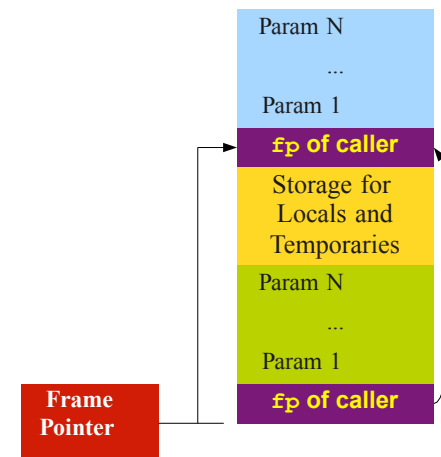 Param N
...
Param 1
fp of caller
Storage for
Locals and
Temporaries
Param N
...
Param 1
fp of caller
Frame
Pointer